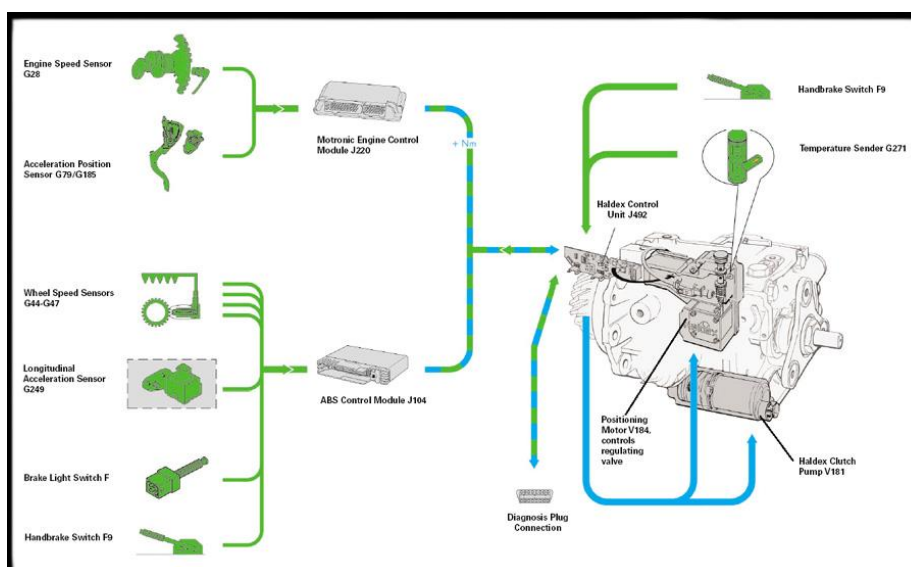 Engine Speed Sensor
G28
Acceleration Position
Sensor G79/G185
Motronic Engine Control
Module J220
+ Nm
Wheel Speed Sensors
G44-G47
Longitudinal
Acceleration Sensor
G249
ABS Control Module J104
Brake Light Switch F
Handbrake Switch F9
Handbrake Switch F9
Temperature Sender G271
Haldex Control
Unit J492
Positioning
Motor V184,
controls
regulating
valve
Haldex Clutch
Pump V181
Diagnosis Plug
Connection